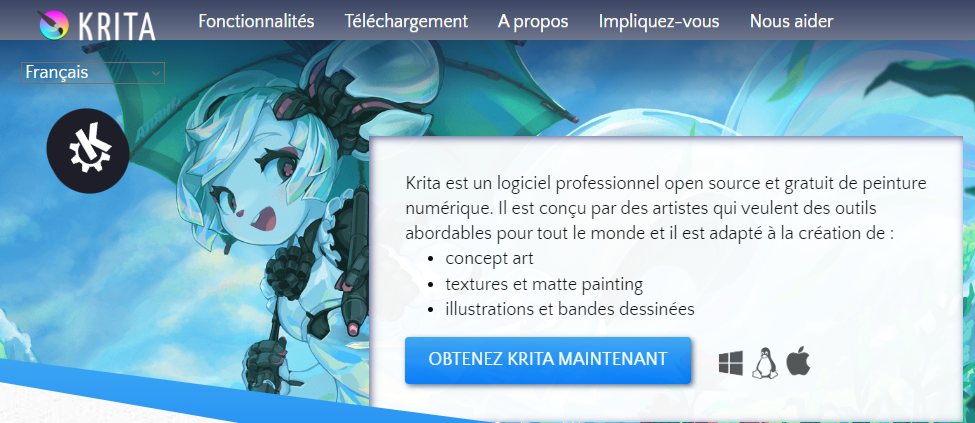 KRITA Fonctionnalités Téléchargement A propos Impliquez-vous Nous aider
Français
Krita est un logiciel professionnel open source et gratuit de peinture
numérique. Il est conçu par des artistes qui veulent des outils
abordables pour tout le monde et il est adapté à la création de :
• concept art
• textures et matte painting
• illustrations et bandes dessinées
OBTENEZ KRITA MAINTENANT